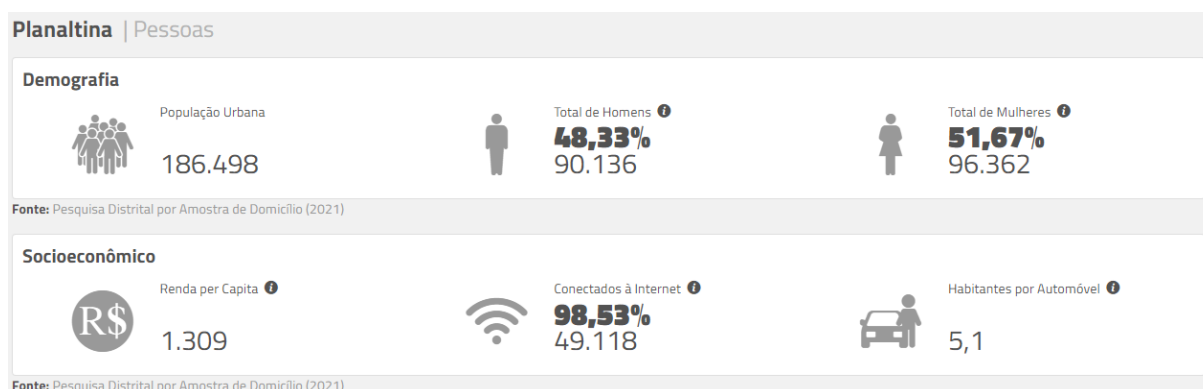 Planaltina | Pessoas
Demografia
População Urbana
186.498
Total de Homens
48,33%
90.136
Total de Mulheres
51,67%
96.362
Fonte: Pesquisa Distrital por Amostra de Domicílio (2021)
Socioeconômico
R$
Renda per Capita
1.309
Conectados à Internet
98,53%
49.118
Habitantes por Automóvel
5,1
Fonte: Pesquisa Distrital por Amostra de Domicílio (2021)